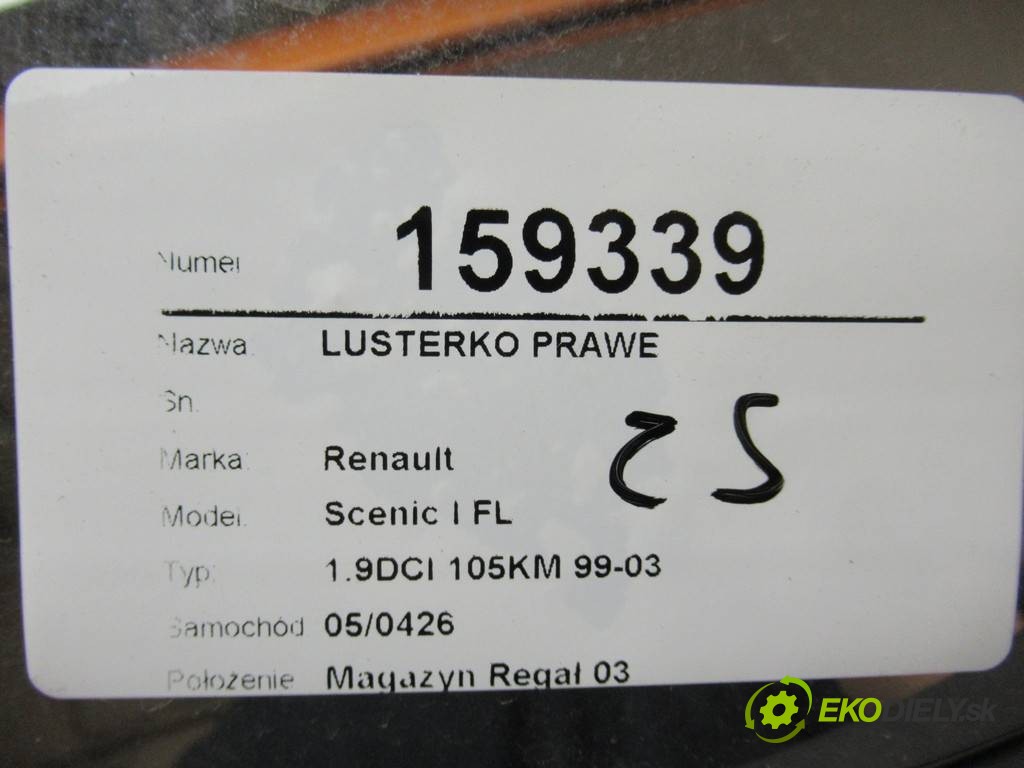 Numer 159339
Nazwa: LUSTERKO PRAWE
Sn.
Marka: Renault
Model: Scenic I FL
Typ: 1.9DCI 105KM 99-03
Samochód 05/0426
Położenie Magazyn Regał 03
EKODIELY.sk